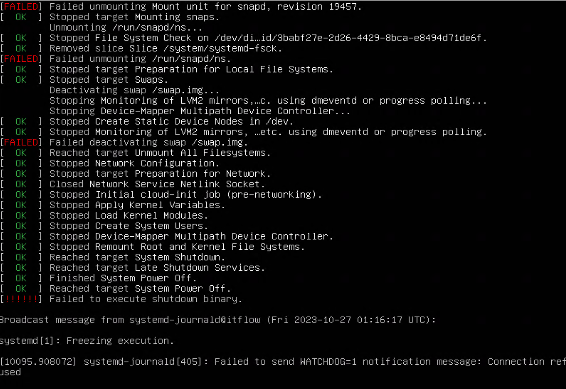 [FAILED] Failed unmounting Mount unit for snapd, revision 19457.
[  OK  ] Stopped target Mounting snaps.
Unmounting /run/snapd/ns...
[  OK  ] Stopped File System Check on /dev/di…id/3babf27e-2d26-4429-8bca-e8494d71de6f.
[  OK  ] Removed slice Slice /system/systemd-fsck.
[FAILED] Failed unmounting /run/snapd/ns.
[  OK  ] Stopped target Preparation for Local File Systems.
[  OK  ] Stopped target Swaps.
Deactivating swap /swap.img...
Stopping Monitoring of LVM2 mirrors,…c. using dmeventd or progress polling...
Stopping Device-Mapper Multipath Device Controller...
[  OK  ] Stopped Create Static Device Nodes in /dev.
[  OK  ] Stopped Monitoring of LVM2 mirrors, …etc. using dmeventd or progress polling.
[FAILED] Failed deactivating swap /swap.img.
[  OK  ] Reached target Unmount All Filesystems.
[  OK  ] Stopped Network Configuration.
[  OK  ] Stopped target Preparation for Network.
[  OK  ] Closed Network Service Netlink Socket.
[  OK  ] Stopped Initial cloud-init job (pre-networking).
[  OK  ] Stopped Apply Kernel Variables.
[  OK  ] Stopped Load Kernel Modules.
[  OK  ] Stopped Create System Users.
[  OK  ] Stopped Device-Mapper Multipath Device Controller.
[  OK  ] Stopped Remount Root and Kernel File Systems.
[  OK  ] Reached target System Shutdown.
[  OK  ] Reached target Late Shutdown Services.
[  OK  ] Finished System Power Off.
[  OK  ] Reached target System Power Off.
[!!!!!!] Failed to execute shutdown binary.
Broadcast message from systemd-journald@itflow (Fri 2023-10-27 01:16:17 UTC):
systemd[1]: Freezing execution.
[10095.908072] systemd-journald[405]: Failed to send WATCHDOG=1 notification message: Connection ref
used